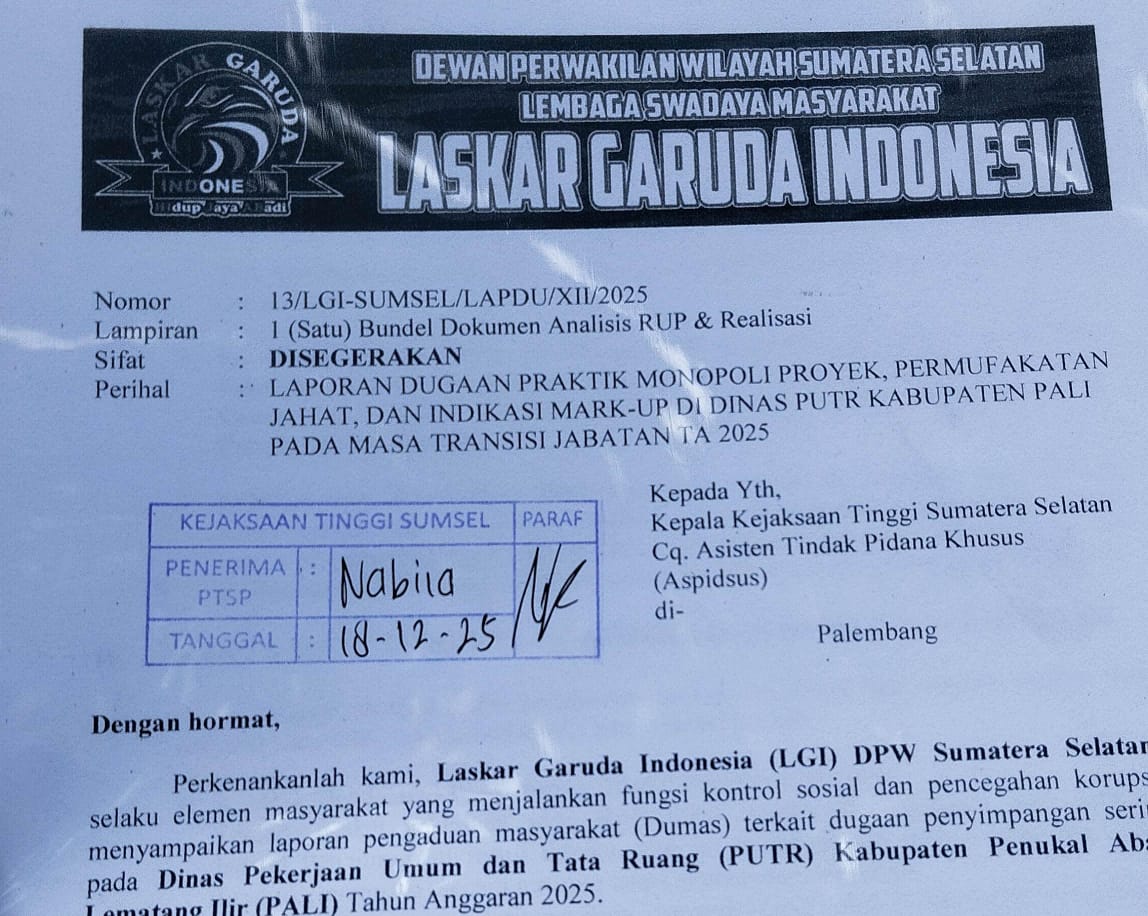 LASKAR GARUDA
INDONESIA
Hidup Jaya Abadi
DEWAN PERWAKILAN WILAYAH SUMATERA SELATAN
LEMBAGA SWADAYA MASYARAKAT
LASKAR GARUDA INDONESIA
Nomor : 13/LGI-SUMSEL/LAPDU/XII/2025
Lampiran : 1 (Satu) Bundel Dokumen Analisis RUP & Realisasi
Sifat : DISEGERAKAN
Perihal : LAPORAN DUGAAN PRAKTIK MONOPOLI PROYEK, PERMUFAKATAN
JAHAT, DAN INDIKASI MARK-UP DI DINAS PUTR KABUPATEN PALI
PADA MASA TRANSISI JABATAN TA 2025
KEJAKSAAN TINGGI SUMSEL PARAF
PENERIMA PTSP : Nabila
TANGGAL : 18-12-25
Kepada Yth,
Kepala Kejaksaan Tinggi Sumatera Selatan
Cq. Asisten Tindak Pidana Khusus
(Aspidsus)
di-
Palembang
Dengan hormat,
Perkenankanlah kami, Laskar Garuda Indonesia (LGI) DPW Sumatera Selatan
selaku elemen masyarakat yang menjalankan fungsi kontrol sosial dan pencegahan korups
menyampaikan laporan pengaduan masyarakat (Dumas) terkait dugaan penyimpangan seri
pada Dinas Pekerjaan Umum dan Tata Ruang (PUTR) Kabupaten Penukal Aba
Lematang Ilir (PALI) Tahun Anggaran 2025.